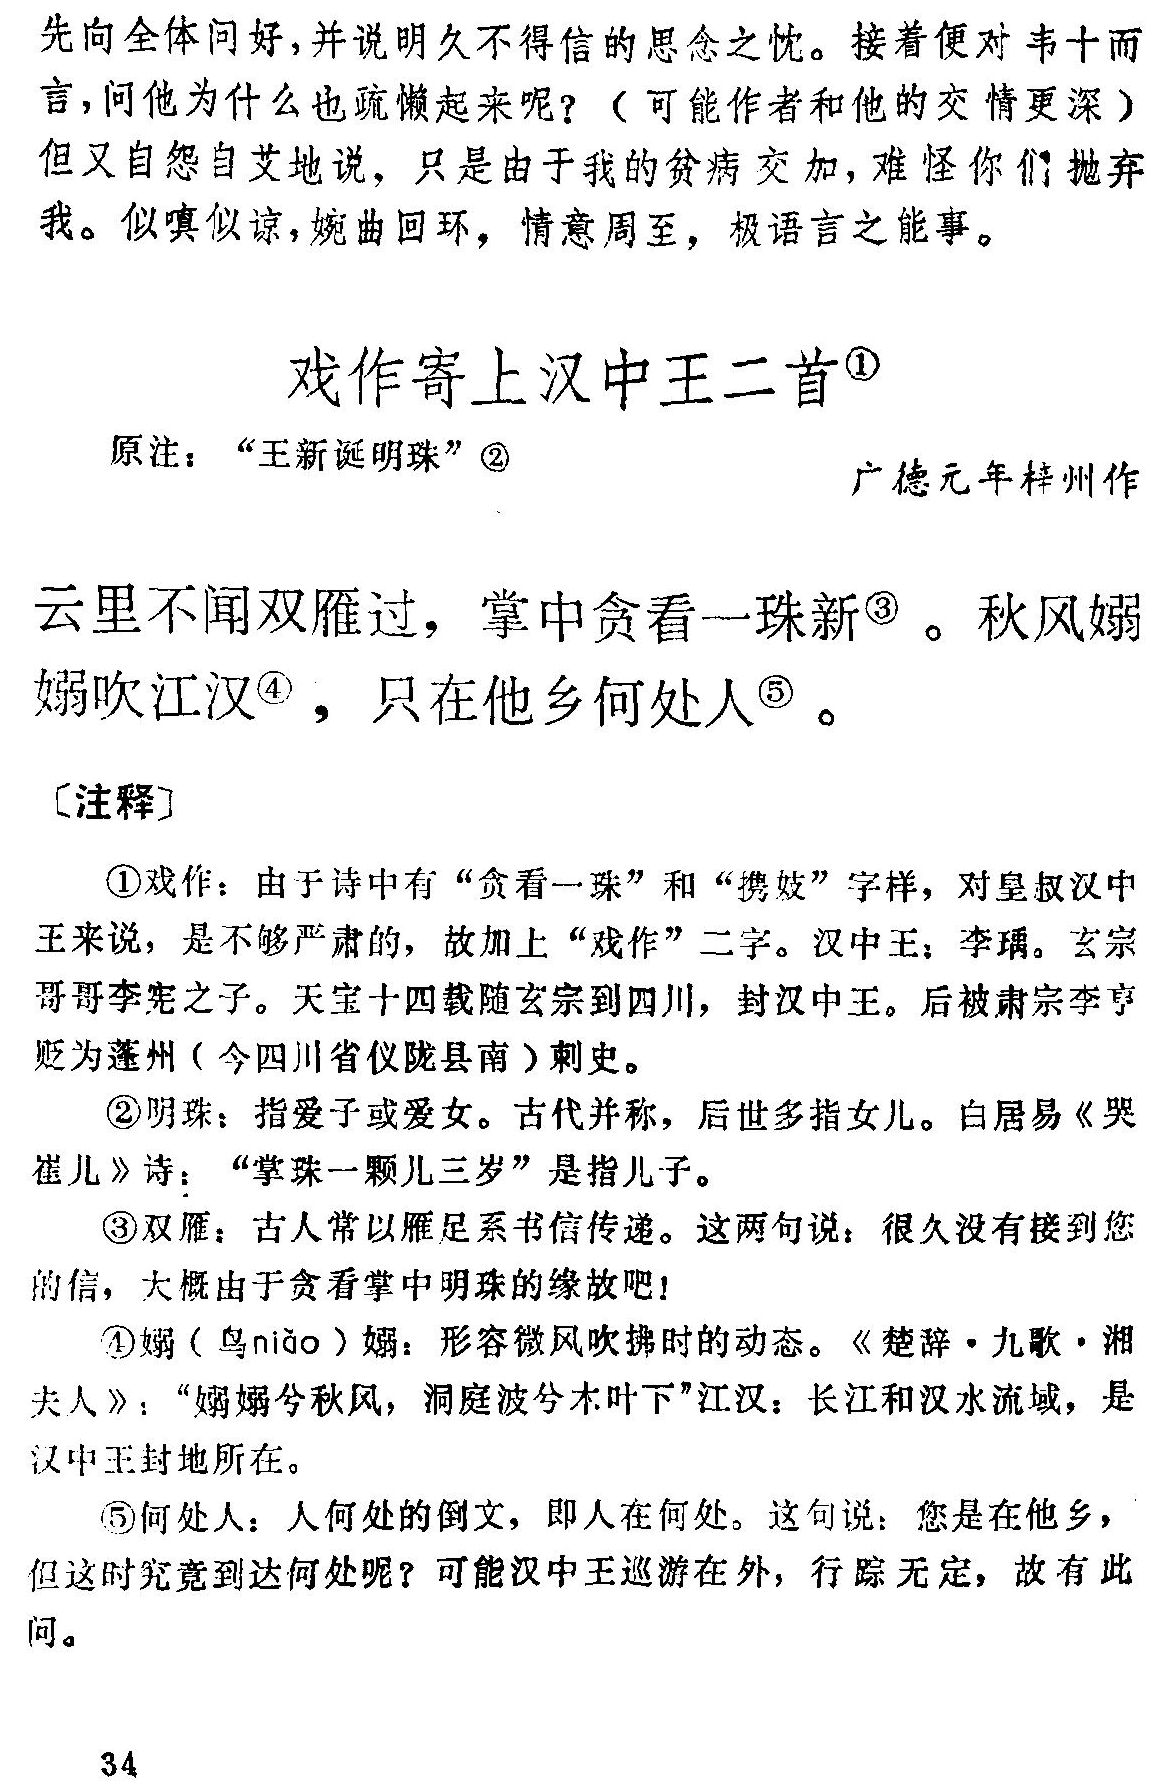 先向全体问好，并说明久不得信的思念之忱。接着便对韦十而
言，问他为什么也疏懒起来呢？（可能作者和他的交情更深）
但又自怨自艾地说，只是由于我的贫病交加，难怪你们抛弃
我。似嗔似谅，婉曲回环，情意周至，极语言之能事。
戏作寄上汉中王二首①
原注：“王新诞明珠”②
广德元年梓州作
云里不闻双雁过，掌中贪看一珠新③。秋风嫋
嫋吹江汉④，只在他乡何处人⑤。
〔注释〕
①戏作：由于诗中有“贪看一珠”和“携妓”字样，对皇叔汉中
王来说，是不够严肃的，故加上“戏作”二字。汉中王：李瑀。玄宗
哥哥李宪之子。天宝十四载随玄宗到四川，封汉中王。后被肃宗李亨
贬为蓬州（今四川省仪陇县南）刺史。
②明珠：指爱子或爱女。古代并称，后世多指女儿。白居易《哭
崔儿》诗：“掌珠一颗儿三岁”是指儿子。
③双雁：古人常以雁足系书信传递。这两句说：很久没有接到您
的信，大概由于贪看掌中明珠的缘故吧！
④嫋（鸟niǎo）嫋：形容微风吹拂时的动态。《楚辞·九歌·湘
夫人》：“嫋嫋兮秋风，洞庭波兮木叶下”江汉：长江和汉水流域，是
汉中王封地所在。
⑤何处人：人何处的倒文，即人在何处。这句说：您是在他乡，
但这时究竟到达何处呢？可能汉中王巡游在外，行踪无定，故有此
问。
34